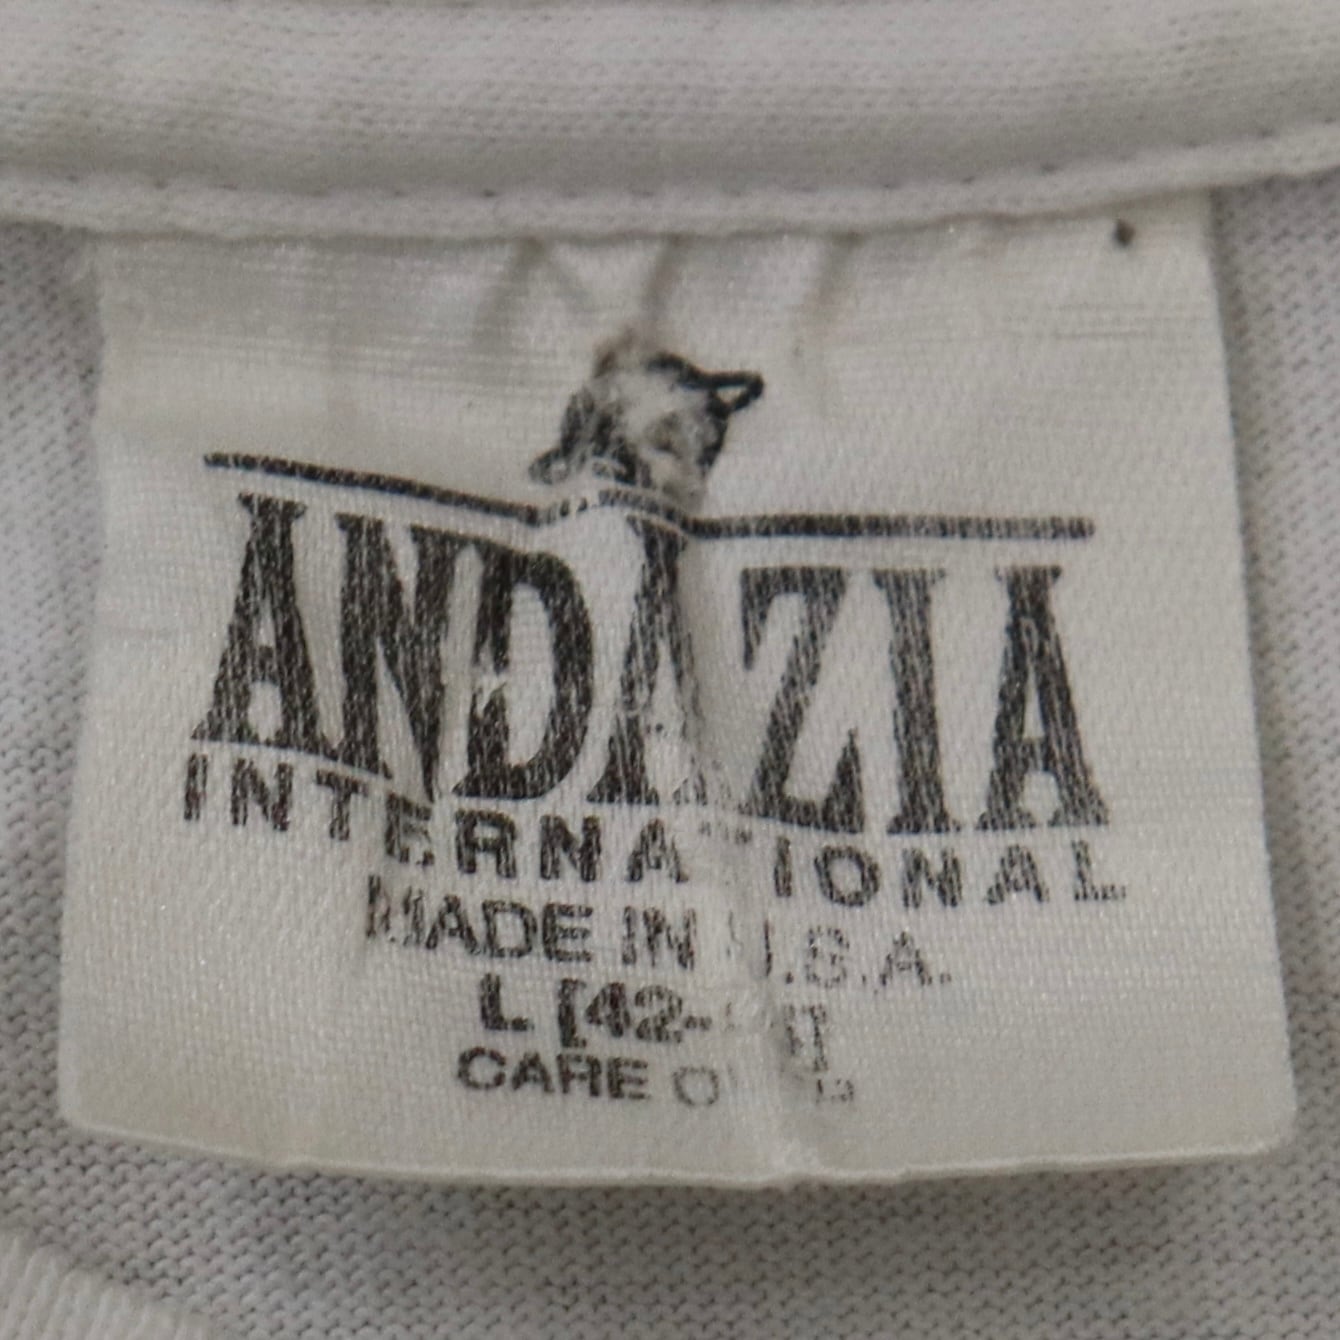 ANDAZIA
INTERNATIONAL
MADE IN U.S.A.
L
CARE